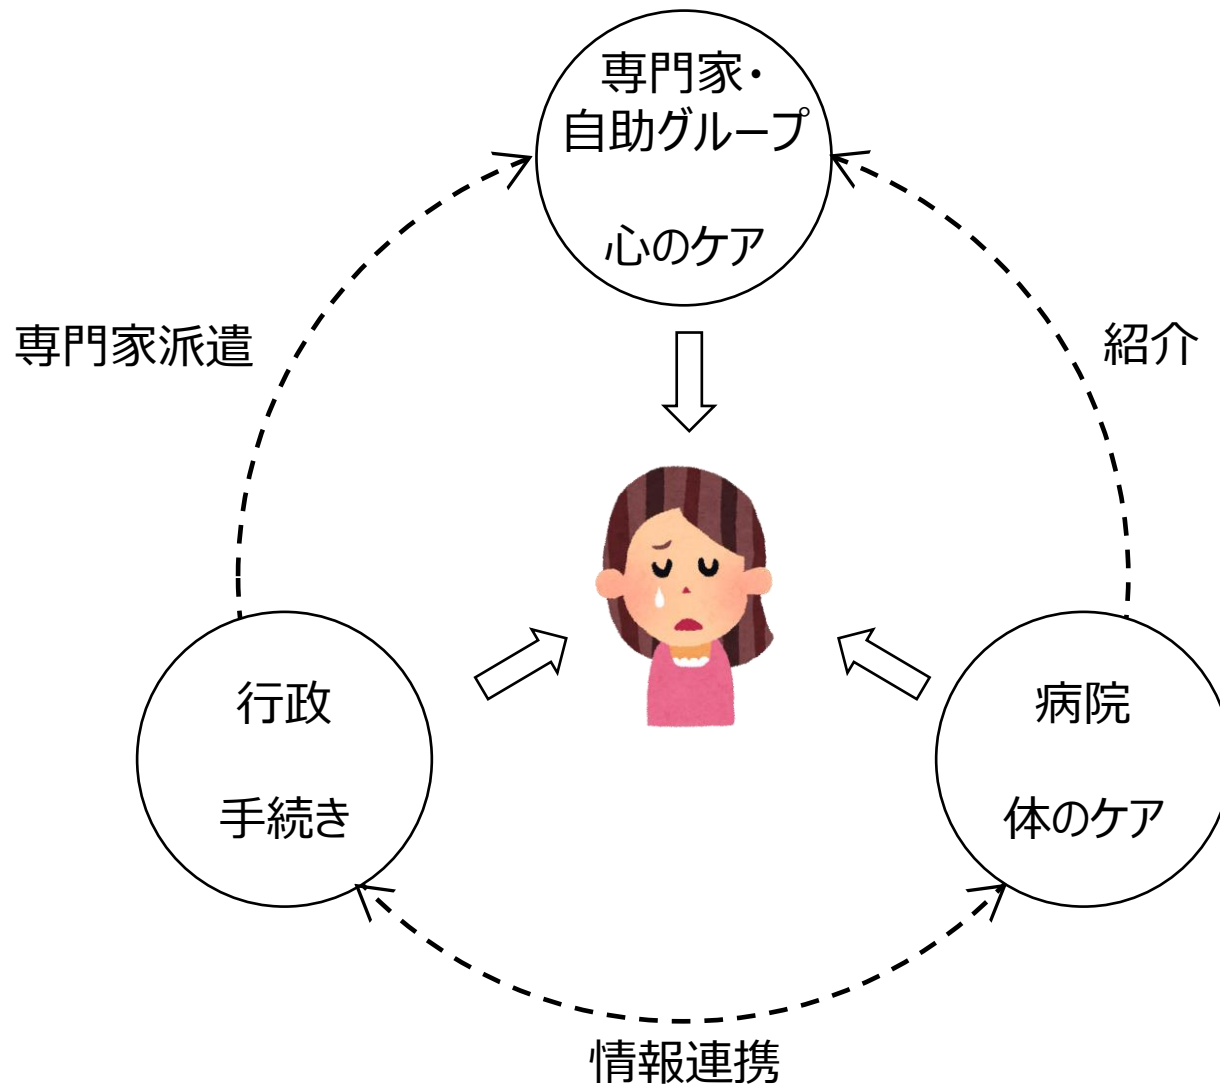 専門家・
自助グループ
心のケア
専門家派遣
紹介
行政
手続き
病院
体のケア
情報連携